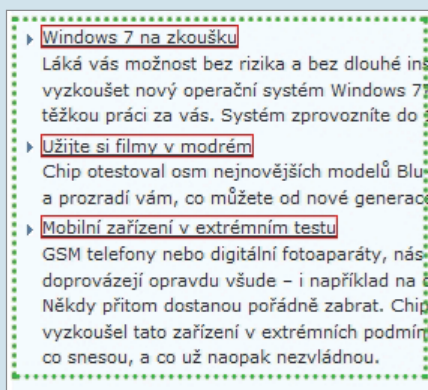 Windows 7 na zkoušku
Láká vás možnost bez rizika a bez dlouhé
vyzkoušet nový operační systém Windows 7?
těžkou práci za vás. Systém zprovozníte do
Užijte si filmy v modrém
Chip otestoval osm nejnovějších modelů
a prozradí vám, co můžete od nové
Mobilní zařízení v extrémním testu
GSM telefony nebo digitální fotoaparáty, nás
doprovázejí opravdu všude – i například na
Někdy přitom dostanou pořádně zabrat. Chip
vyzkoušel tato zařízení v extrémních
co snesou, a co už naopak nezvládnou.